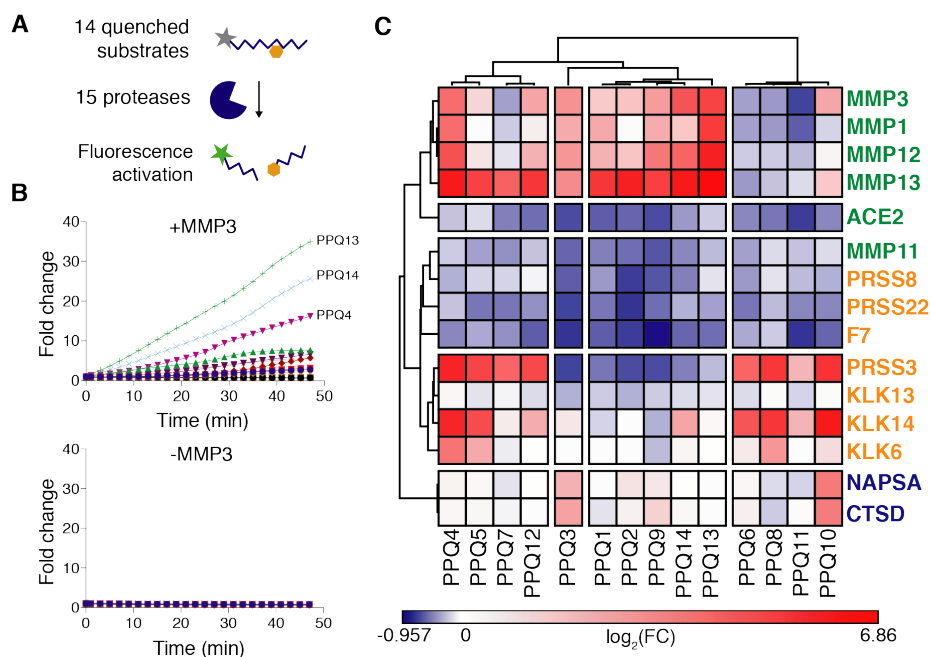 A
14 quenched
substrates
15 proteases
Fluorescence
activation
B
+MMP3
40
30
20
10
0
Fold change
PPQ13
PPQ14
PPQ4
0 10 20 30 40 50
Time (min)
-MMP3
40
30
20
10
0
Fold change
0 10 20 30 40 50
Time (min)
C
MMP3
MMP1
MMP12
MMP13
ACE2
MMP11
PRSS8
PRSS22
F7
PRSS3
KLK13
KLK14
KLK6
NAPSA
CTSD
PPQ4 PPQ5 PPQ7 PPQ12 PPQ3 PPQ1 PPQ2 PPQ9 PPQ14 PPQ13 PPQ6 PPQ8 PPQ11 PPQ10
-0.957 0 log2(FC) 6.86